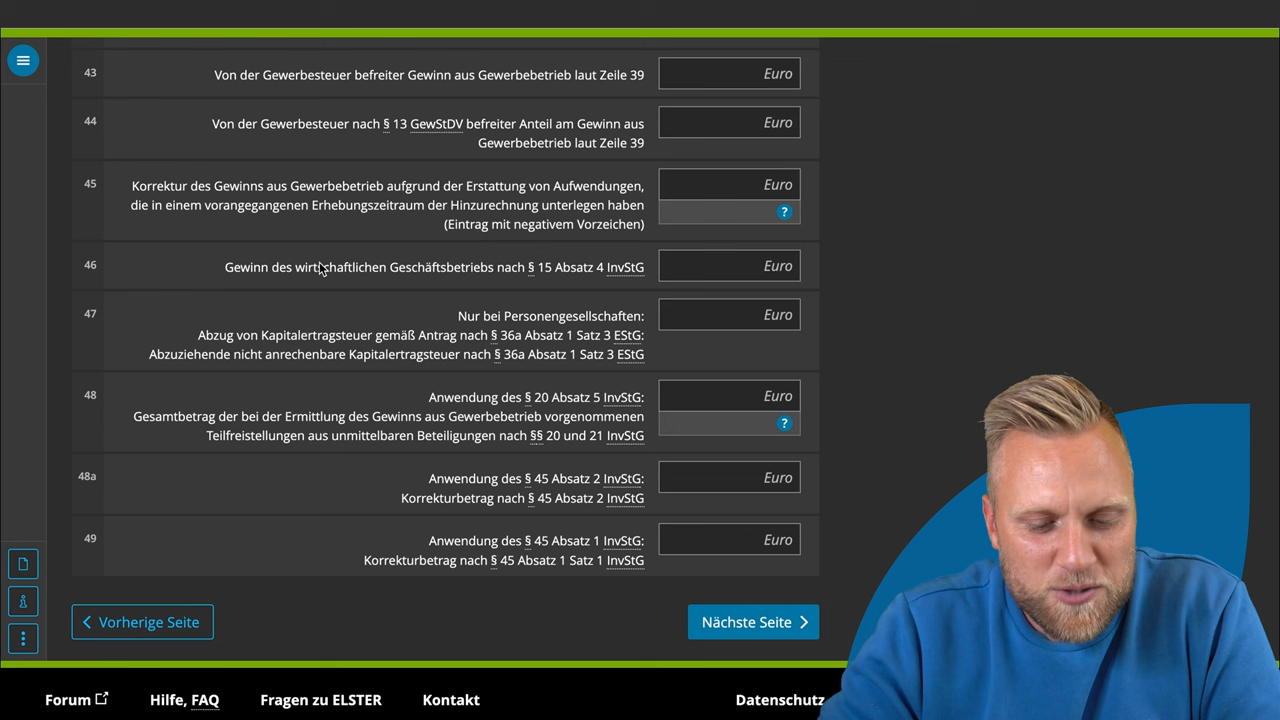 43
Von der Gewerbesteuer befreiter Gewinn aus Gewerbebetrieb laut Zeile 39
Euro
44
Von der Gewerbesteuer nach § 13 GewStDV befreiter Anteil am Gewinn aus
Gewerbebetrieb laut Zeile 39
Euro
45
Korrektur des Gewinns aus Gewerbebetrieb aufgrund der Erstattung von Aufwendungen,
die in einem vorangegangenen Erhebungszeitraum der Hinzurechnung unterlegen haben
(Eintrag mit negativem Vorzeichen)
Euro
?
46
Gewinn des wirtschaftlichen Geschäftsbetriebs nach § 15 Absatz 4 InvStG
Euro
47
Nur bei Personengesellschaften:
Abzug von Kapitalertragsteuer gemäß Antrag nach § 36a Absatz 1 Satz 3 EStG:
Abzuziehende nicht anrechenbare Kapitalertragsteuer nach § 36a Absatz 1 Satz 3 EStG
Euro
48
Anwendung des § 20 Absatz 5 InvStG:
Gesamtbetrag der bei der Ermittlung des Gewinns aus Gewerbebetrieb vorgenommenen
Teilfreistellungen aus unmittelbaren Beteiligungen nach §§ 20 und 21 InvStG
Euro
?
48a
Anwendung des § 45 Absatz 2 InvStG:
Korrekturbetrag nach § 45 Absatz 2 InvStG
Euro
49
Anwendung des § 45 Absatz 1 InvStG:
Korrekturbetrag nach § 45 Absatz 1 Satz 1 InvStG
Euro
Vorherige Seite
Nächste Seite
Forum
Hilfe, FAQ
Fragen zu ELSTER
Kontakt
Datenschutz